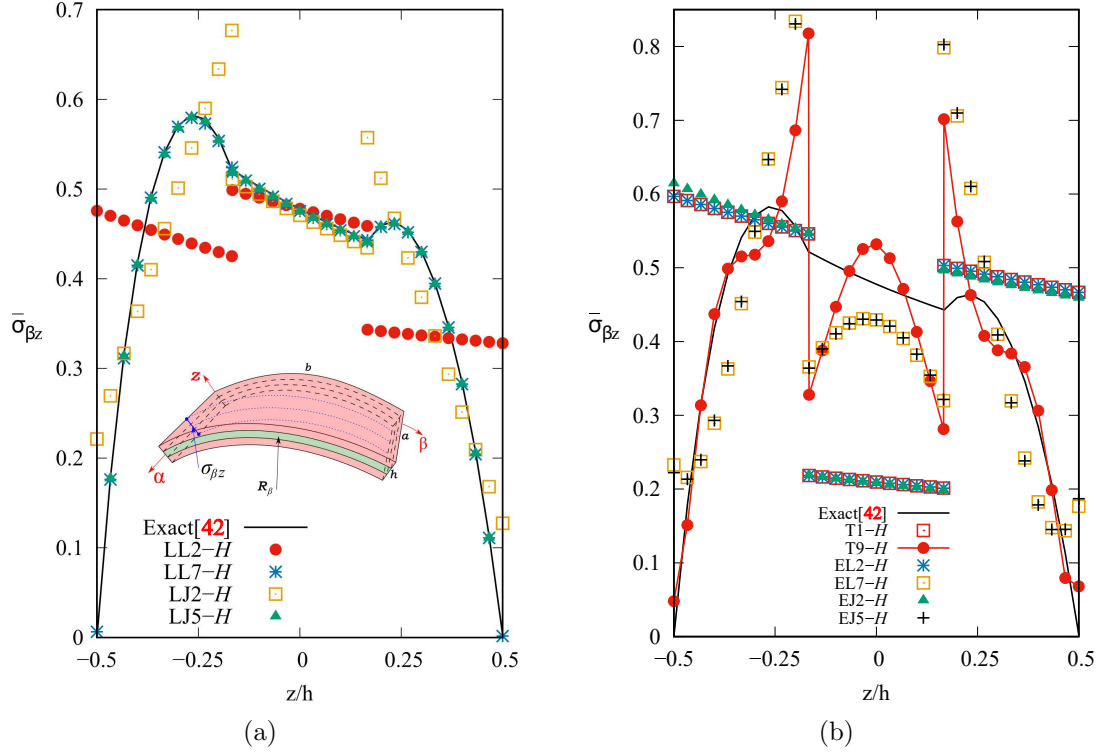 0.7
0.6
0.5
0.4
0.3
0.2
0.1
0
σ̄βz
−0.5
−0.25
0
0.25
0.5
z/h
z
b
a
β
h
α
σβz
Rβ
Exact[42]
LL2−H
LL7−H
LJ2−H
LJ5−H
(a)
0.8
0.7
0.6
0.5
0.4
0.3
0.2
0.1
0
σ̄βz
−0.5
−0.25
0
0.25
0.5
z/h
Exact[42]
T1−H
T9−H
EL2−H
EL7−H
EJ2−H
EJ5−H
(b)